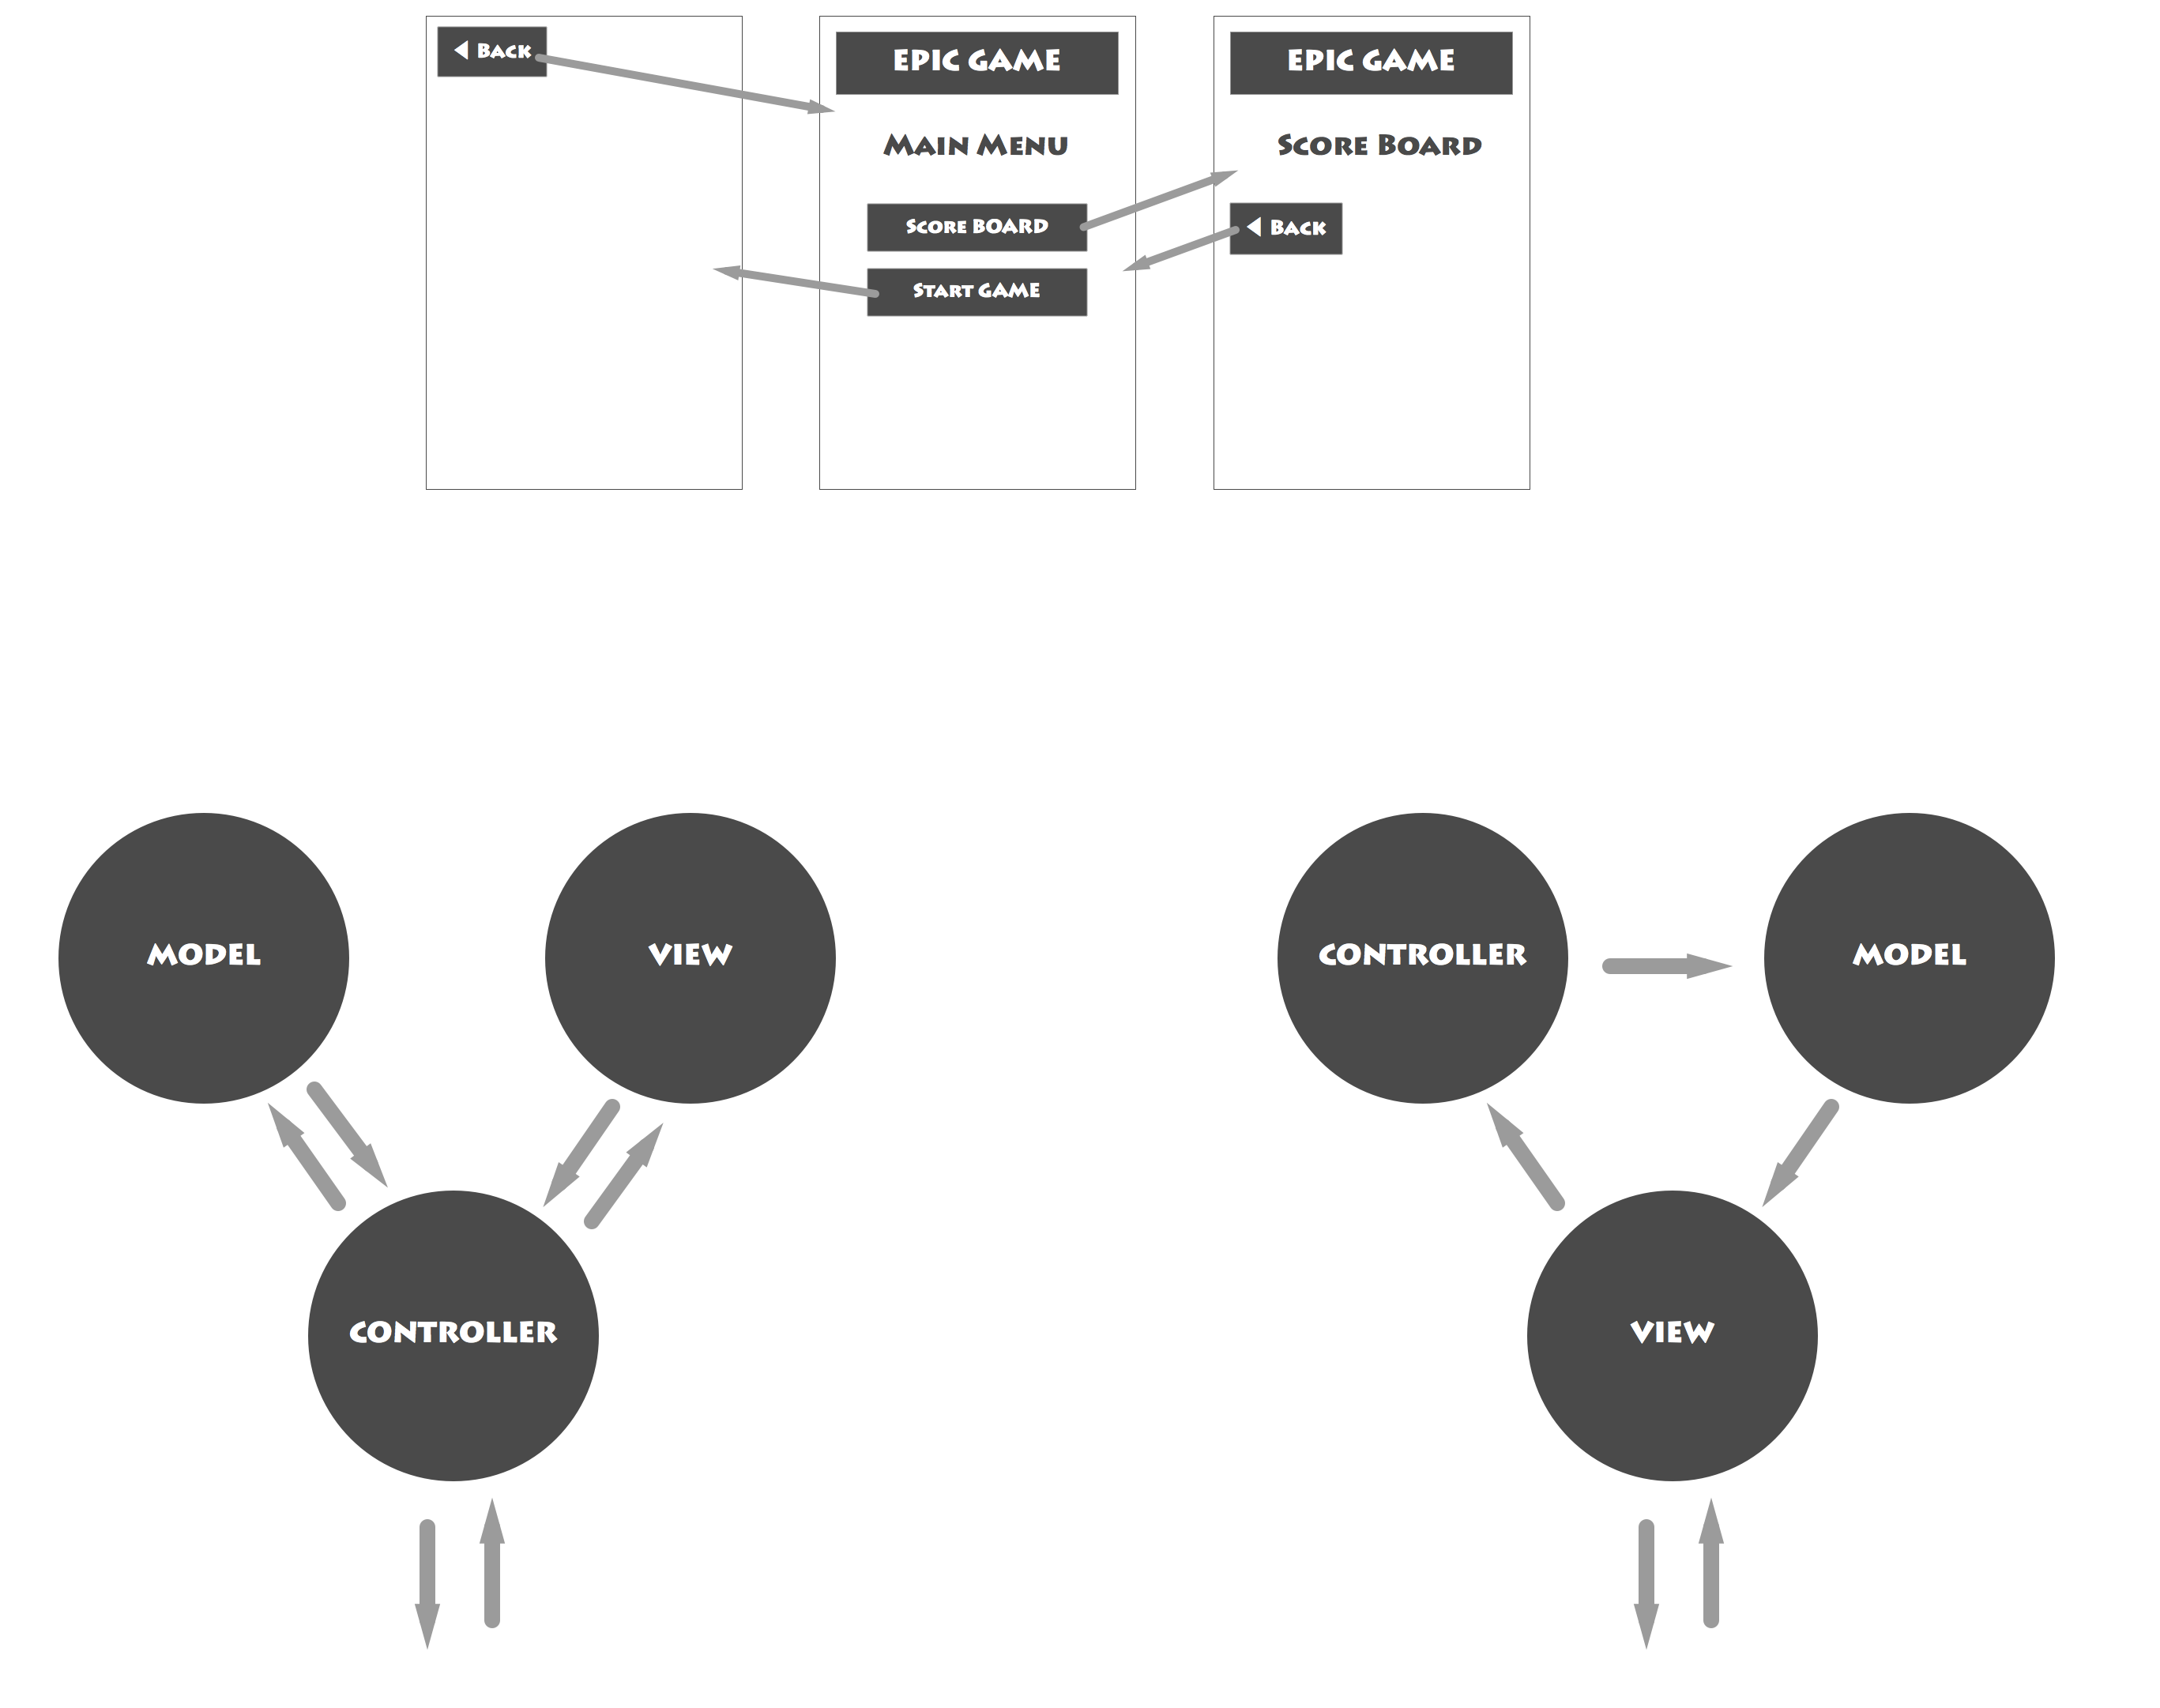 Back
EPIC GAME
Main Menu
Score Board
Start Game
EPIC GAME
Score Board
Back
Model
View
Controller
Controller
Model
View